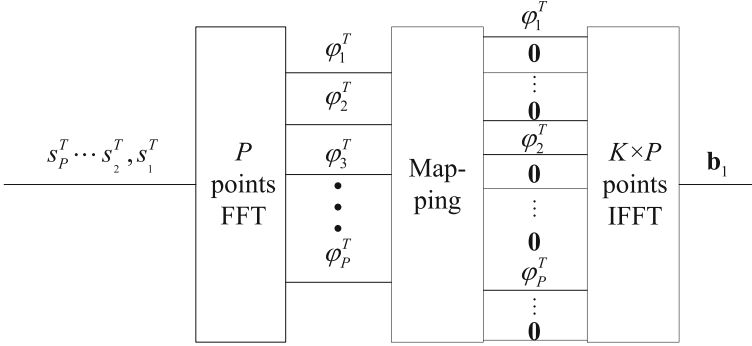 s_P^T ⋯ s_2^T, s_1^T
P
points
FFT
φ_1^T
φ_2^T
φ_3^T
φ_P^T
Map-
ping
φ_1^T
0
⋮
0
φ_2^T
0
⋮
0
φ_P^T
⋮
0
K×P
points
IFFT
b_1